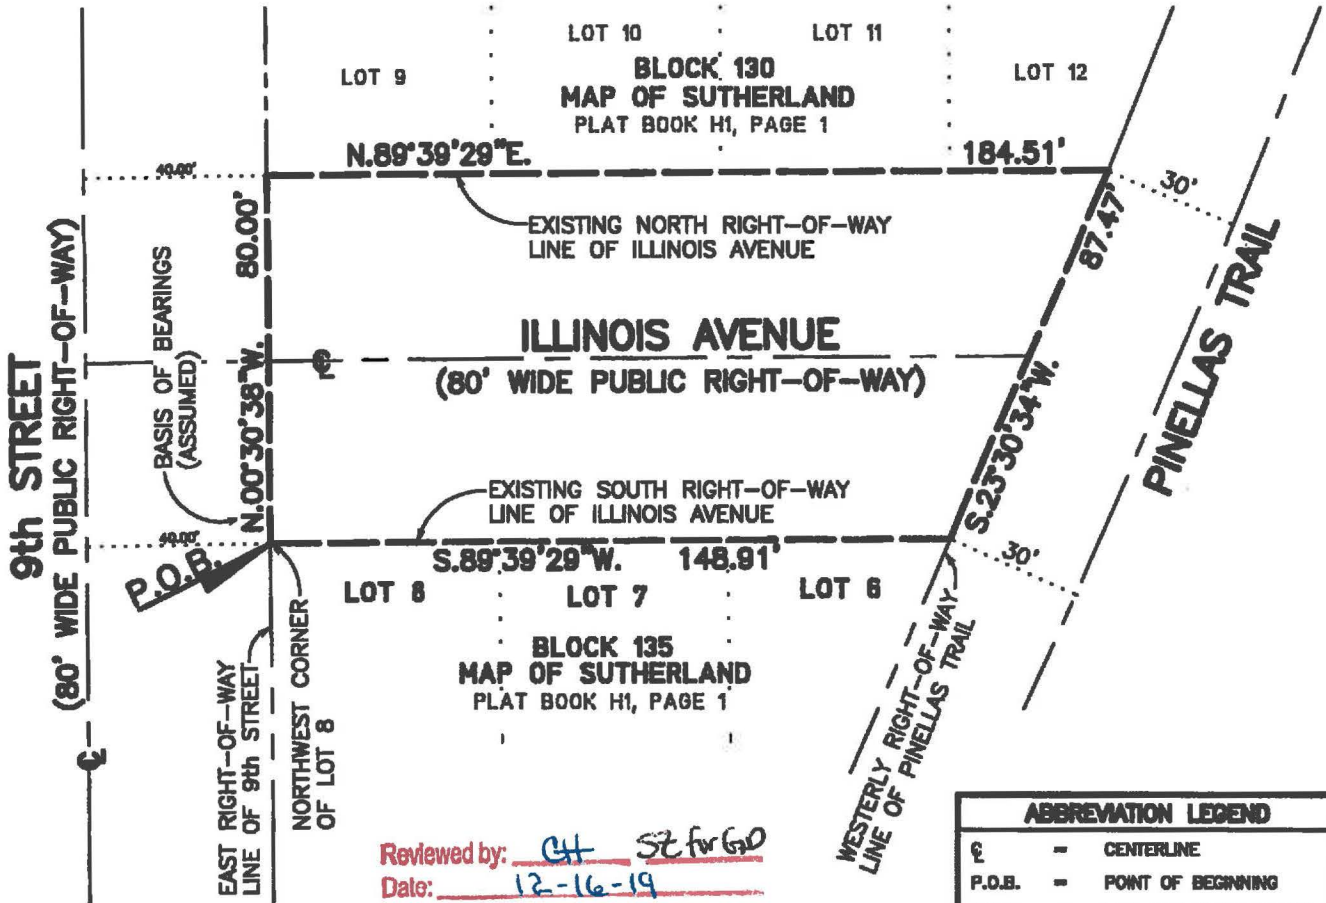 LOT 9
LOT 10
LOT 11
LOT 12
BLOCK 130
MAP OF SUTHERLAND
PLAT BOOK H1, PAGE 1
N.89°39'29"E.
184.51'
40.00'
30'
87.47'
80.00'
EXISTING NORTH RIGHT-OF-WAY
LINE OF ILLINOIS AVENUE
9th STREET
(80' WIDE PUBLIC RIGHT-OF-WAY)
BASIS OF BEARINGS
(ASSUMED)
N.00°30'38"W.
℄
ILLINOIS AVENUE
(80' WIDE PUBLIC RIGHT-OF-WAY)
S.23°30'34"W.
PINELLAS TRAIL
EXISTING SOUTH RIGHT-OF-WAY
LINE OF ILLINOIS AVENUE
40.00'
P.O.B.
S.89°39'29"W.
148.91'
30'
LOT 8
LOT 7
LOT 6
BLOCK 135
MAP OF SUTHERLAND
PLAT BOOK H1, PAGE 1
℄
EAST RIGHT-OF-WAY
LINE OF 9th STREET
NORTHWEST CORNER
OF LOT 8
WESTERLY RIGHT-OF-WAY
LINE OF PINELLAS TRAIL
Reviewed by: CH SZ for GD
Date: 12-16-19
ABBREVIATION LEGEND
℄ = CENTERLINE
P.O.B. = POINT OF BEGINNING